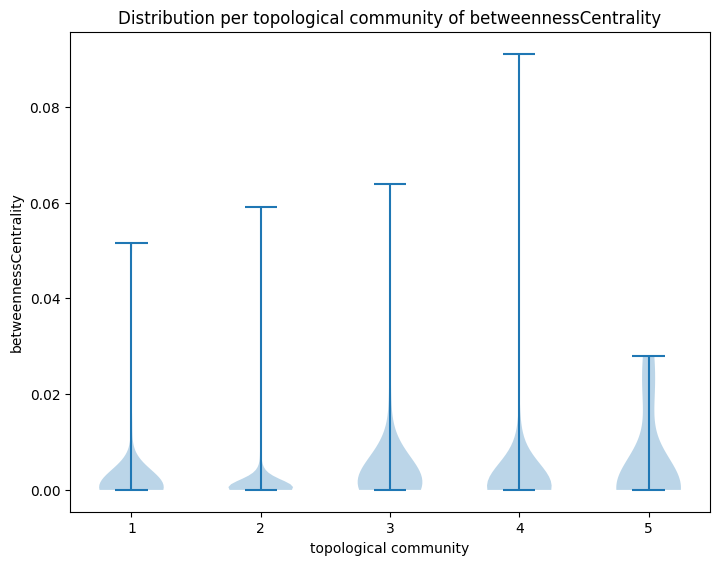 Distribution per topological community of betweennessCentrality
betweennessCentrality
0.08
0.06
0.04
0.02
0.00
1 2 3 4 5
topological community